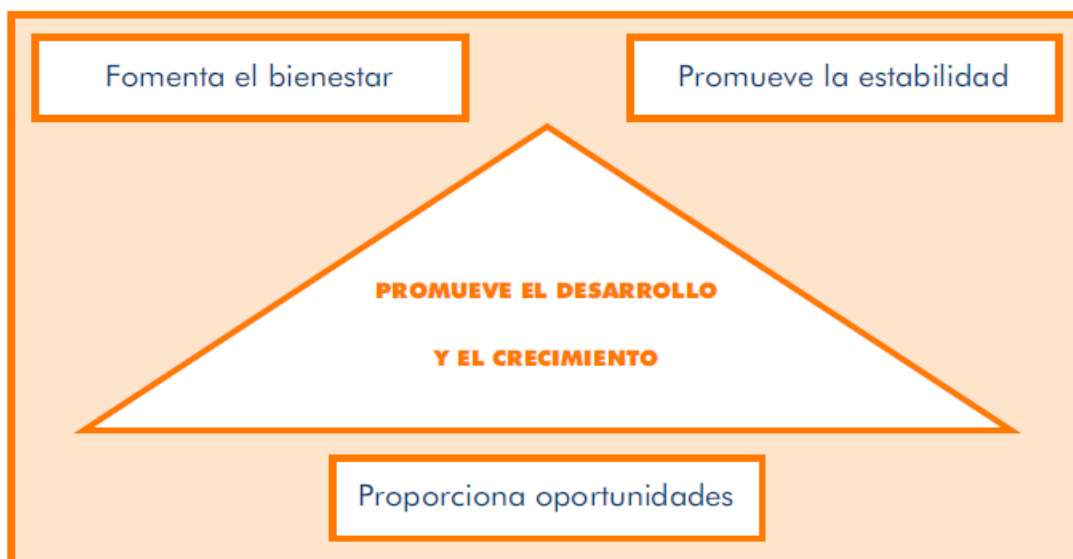 Fomenta el bienestar
Promueve la estabilidad
PROMUEVE EL DESARROLLO
Y EL CRECIMIENTO
Proporciona oportunidades